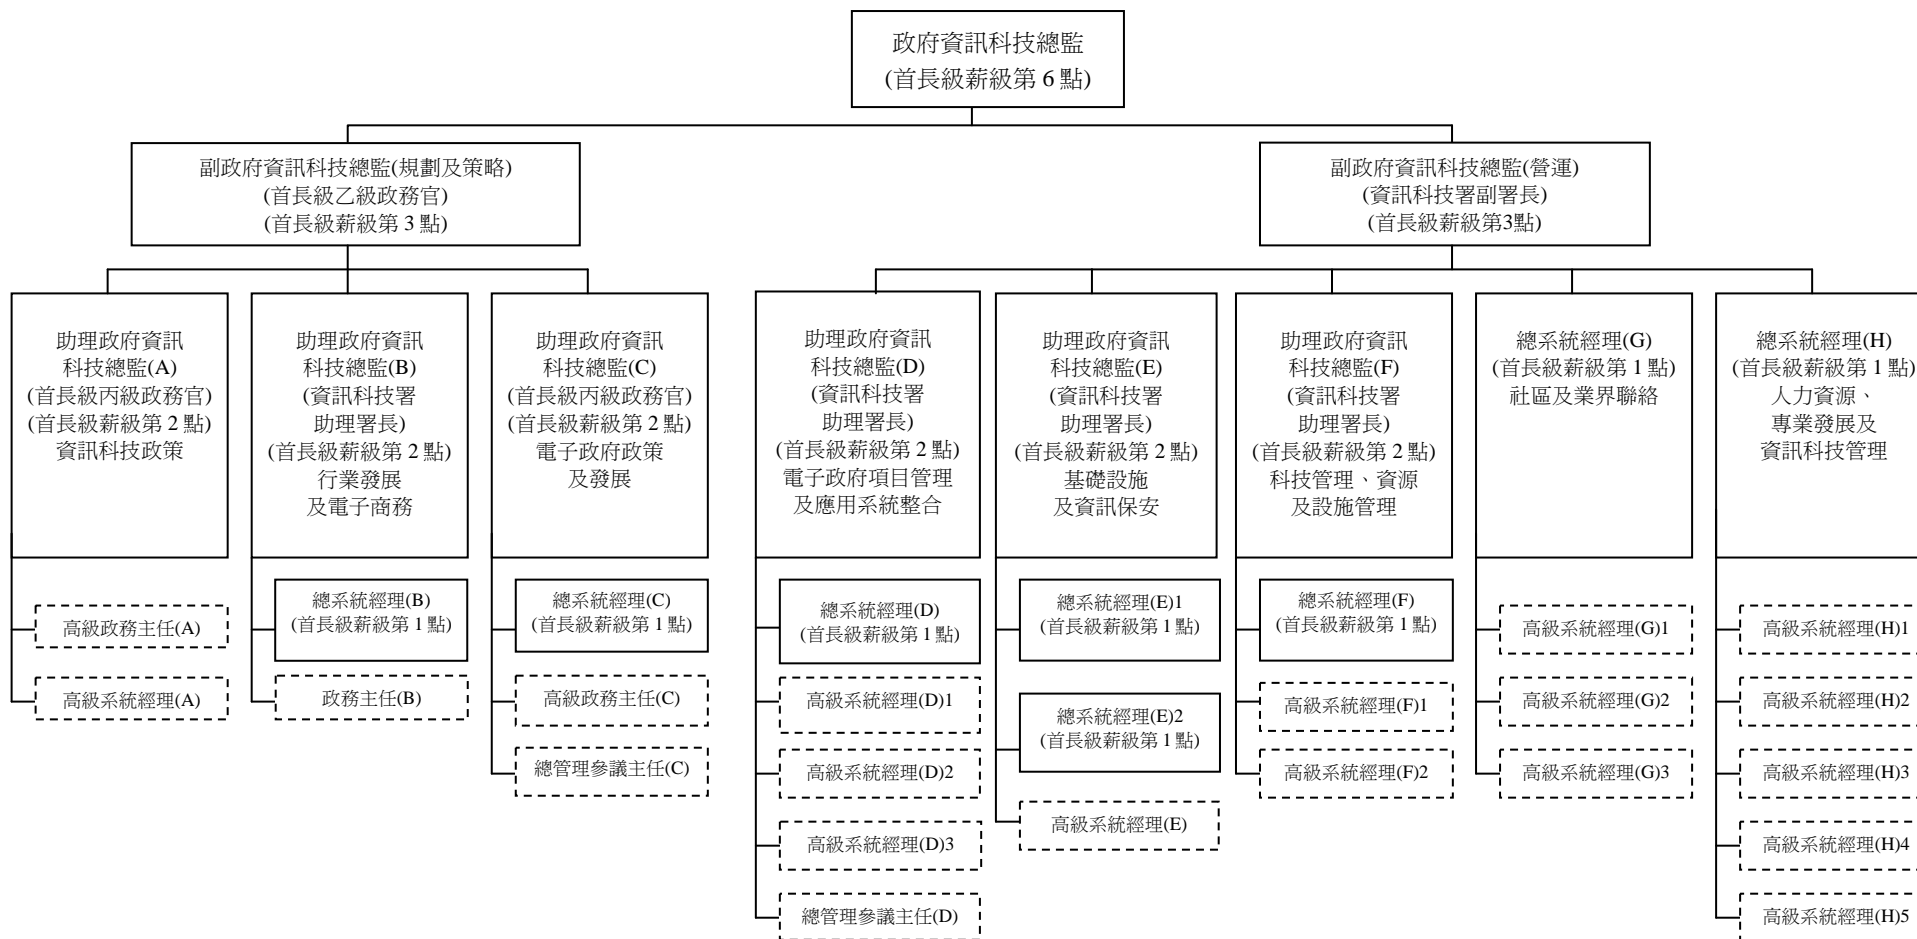 政府資訊科技總監
(首長級薪級第 6 點)
副政府資訊科技總監(規劃及策略)
(首長級乙級政務官)
(首長級薪級第 3 點)
副政府資訊科技總監(營運)
(資訊科技署副署長)
(首長級薪級第3點)
助理政府資訊
科技總監(A)
(首長級丙級政務官)
(首長級薪級第 2 點)
資訊科技政策
助理政府資訊
科技總監(B)
(資訊科技署
助理署長)
(首長級薪級第 2 點)
行業發展
及電子商務
助理政府資訊
科技總監(C)
(首長級丙級政務官)
(首長級薪級第 2 點)
電子政府政策
及發展
助理政府資訊
科技總監(D)
(資訊科技署
助理署長)
(首長級薪級第 2 點)
電子政府項目管理
及應用系統整合
助理政府資訊
科技總監(E)
(資訊科技署
助理署長)
(首長級薪級第 2 點)
基礎設施
及資訊保安
助理政府資訊
科技總監(F)
(資訊科技署
助理署長)
(首長級薪級第 2 點)
科技管理、資源
及設施管理
總系統經理(G)
(首長級薪級第 1 點)
社區及業界聯絡
總系統經理(H)
(首長級薪級第 1 點)
人力資源、
專業發展及
資訊科技管理
高級政務主任(A)
高級系統經理(A)
總系統經理(B)
(首長級薪級第 1 點)
政務主任(B)
總系統經理(C)
(首長級薪級第 1 點)
高級政務主任(C)
總管理參議主任(C)
總系統經理(D)
(首長級薪級第 1 點)
高級系統經理(D)1
高級系統經理(D)2
高級系統經理(D)3
總管理參議主任(D)
總系統經理(E)1
(首長級薪級第 1 點)
總系統經理(E)2
(首長級薪級第 1 點)
高級系統經理(E)
總系統經理(F)
(首長級薪級第 1 點)
高級系統經理(F)1
高級系統經理(F)2
高級系統經理(G)1
高級系統經理(G)2
高級系統經理(G)3
高級系統經理(H)1
高級系統經理(H)2
高級系統經理(H)3
高級系統經理(H)4
高級系統經理(H)5